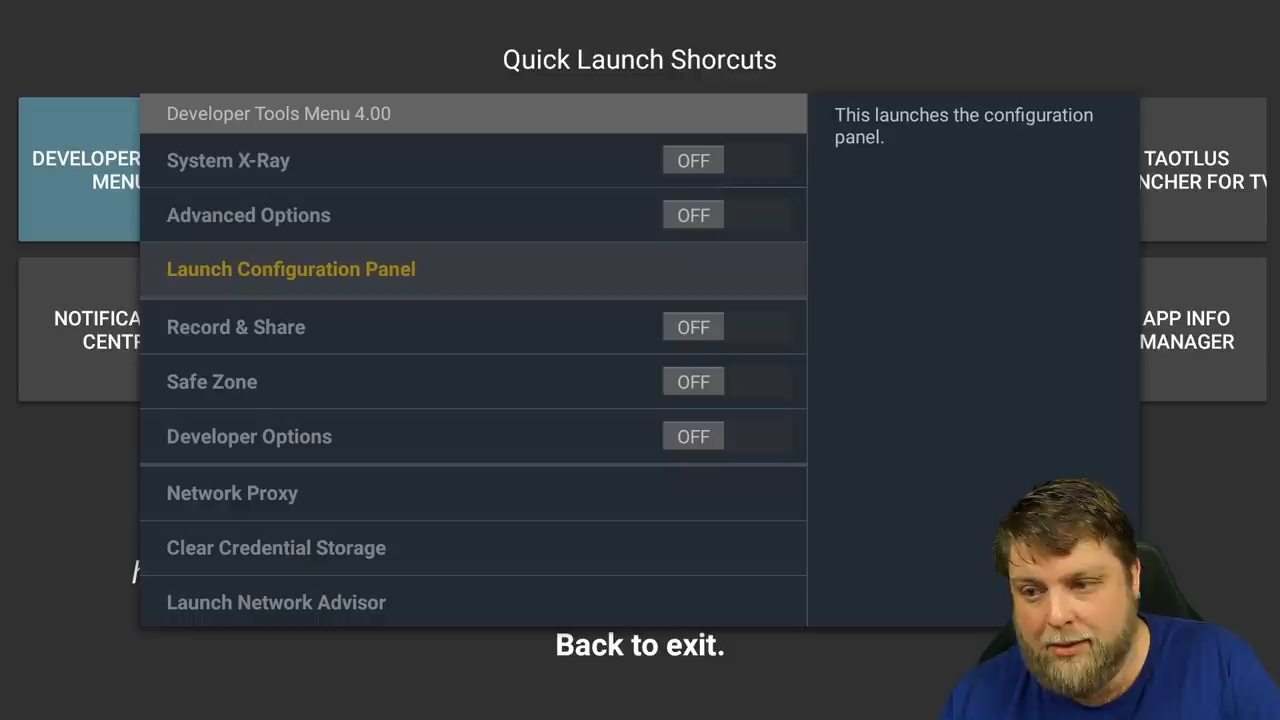 Quick Launch Shorcuts
Developer Tools Menu 4.00
This launches the configuration
panel.
DEVELOPER
MENU
System X-Ray OFF
Advanced Options OFF
Launch Configuration Panel
Record & Share OFF
Safe Zone OFF
Developer Options OFF
Network Proxy
Clear Credential Storage
Launch Network Advisor
TAOTLUS
NCHER FOR TV
NOTIFICA
CENTR
APP INFO
MANAGER
h
Back to exit.